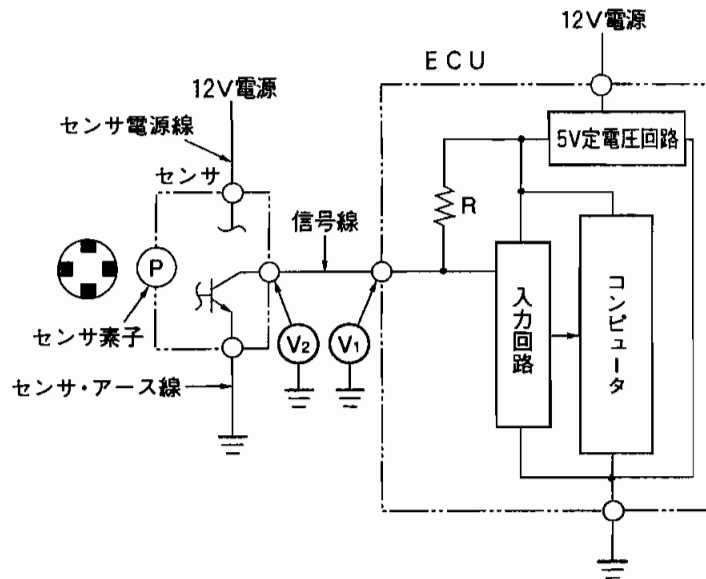 12V電源
ECU
12V電源
センサ電源線
5V定電圧回路
センサ
信号線
R
P
入力回路
コンピュータ
センサ素子
V2
V1
センサ・アース線